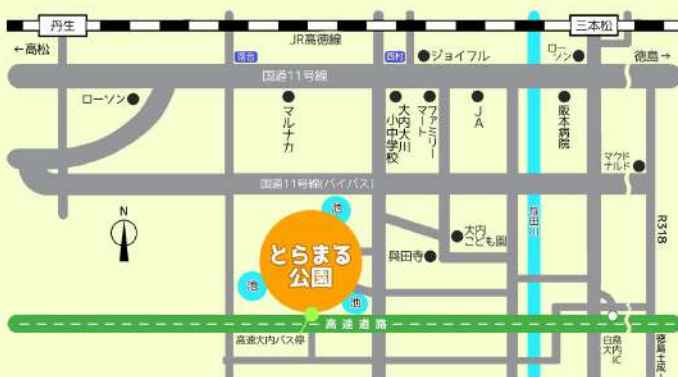 丹生
三本松
JR高徳線
←高松
徳島→
落合
西村
ジョイフル
ロー
ソン
国道11号線
ローソン
マルナカ
大内大川
小中学校
ファミリー
マート
JA
阪本病院
マクド
ナルド
国道11号線(バイパス)
N
池
与田川
R318
大内
こども園
與田寺
とらまる
公園
池
池
高速道路
高速大内バス停
白鳥
大内IC